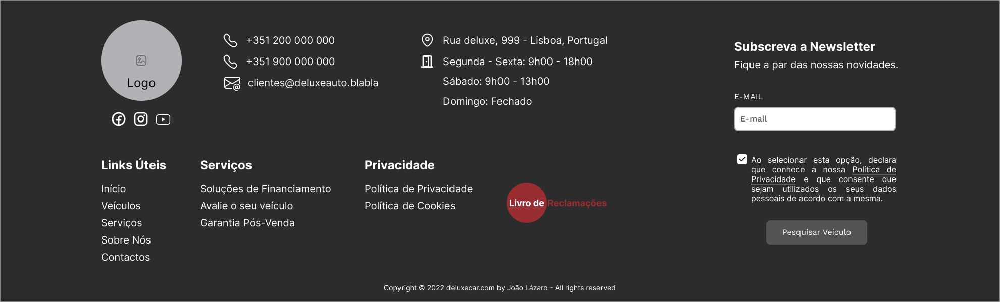 Logo
+351 200 000 000
+351 900 000 000
clientes@deluxeauto.blabla
Rua deluxe, 999 - Lisboa, Portugal
Segunda - Sexta: 9h00 - 18h00
Sábado: 9h00 - 13h00
Domingo: Fechado
Subscreva a Newsletter
Fique a par das nossas novidades.
E-MAIL
E-mail
Ao selecionar esta opção, declara
que conhece a nossa Política de
Privacidade e que consente que
sejam utilizados os seus dados
pessoais de acordo com a mesma.
Pesquisar Veículo
Links Úteis
Início
Veículos
Serviços
Sobre Nós
Contactos
Serviços
Soluções de Financiamento
Avalie o seu veículo
Garantia Pós-Venda
Privacidade
Política de Privacidade
Política de Cookies
Livro de Reclamações
Copyright © 2022 deluxecar.com by João Lázaro - All rights reserved